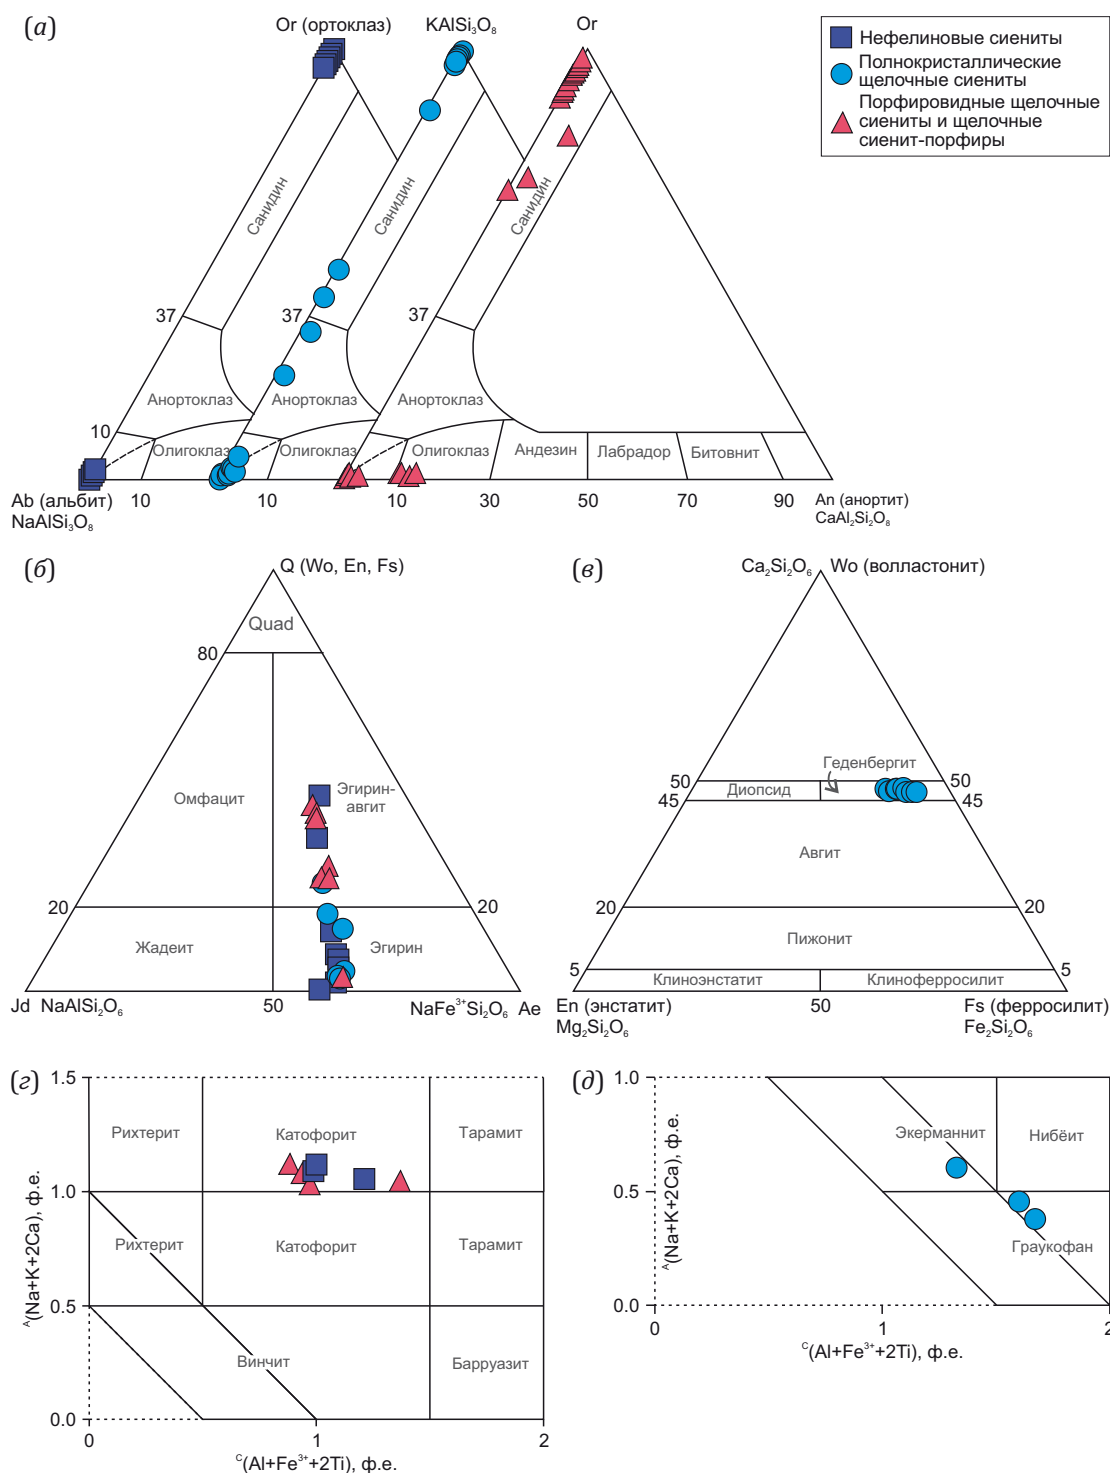 (а)
Or (ортоклаз)
KAlSi₃O₈
Or
Нефелиновые сиениты
Полнокристаллические
щелочные сиениты
Порфировидные щелочные
сиениты и щелочные
сиенит-порфиры
Санидин
Санидин
Санидин
37
37
37
Анортоклаз
Анортоклаз
Анортоклаз
10
Олигоклаз
Олигоклаз
Олигоклаз
Андезин
Лабрадор
Битовнит
Ab (альбит)
NaAlSi₃O₈
10
10
10
30
50
70
90
An (анортит)
CaAl₂Si₂O₈
(б)
Q (Wo, En, Fs)
Quad
80
Омфацит
Эгирин-
авгит
20
20
Жадеит
Эгирин
Jd NaAlSi₂O₆
50
NaFe³⁺Si₂O₆ Ae
(в)
Ca₂Si₂O₆
Wo (волластонит)
Геденбергит
50
50
Диопсид
45
45
Авгит
20
20
Пижонит
5
5
Клиноэнстатит
Клиноферросилит
En (энстатит)
Mg₂Si₂O₆
50
Fs (ферросилит)
Fe₂Si₂O₆
(г)
1.5
Рихтерит
Катофорит
Тарамит
1.0
Рихтерит
Катофорит
Тарамит
0.5
Винчит
Барруазит
0.0
0
1
2
ᴬ(Na+K+2Ca), ф.е.
ᶜ(Al+Fe³⁺+2Ti), ф.е.
(д)
1.0
Экерманнит
Нибёит
0.5
Граукофан
0.0
0
1
2
ᴬ(Na+K+2Ca), ф.е.
ᶜ(Al+Fe³⁺+2Ti), ф.е.